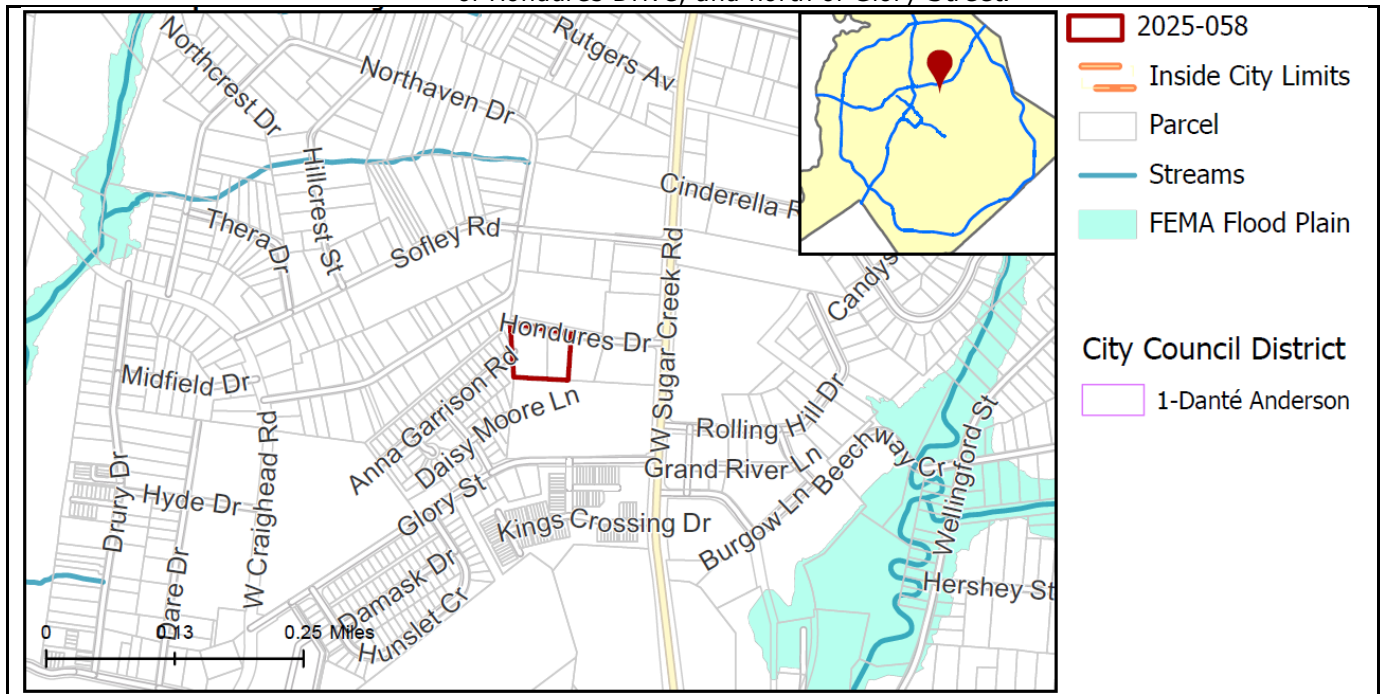 of Hondures Drive, and north of Glory Street.
2025-058
Inside City Limits
Parcel
Streams
FEMA Flood Plain
City Council District
1-Danté Anderson
Northcrest Dr
Northaven Dr
Rutgers Av
Hillcrest St
Thera Dr
Sofley Rd
Cinderella R
W Sugar Creek Rd
Candys
Hondures Dr
Midfield Dr
Anna Garrison Rd
Daisy Moore Ln
Rolling Hill Dr
Grand River Ln
Beechway Cr
Wellingford St
W Craighead Rd
Drury Dr
Hyde Dr
Glory St
Kings Crossing Dr
Burgow Ln
Dare Dr
Damask Dr
Hunslet Cr
Hershey St
0 0.13 0.25 Miles